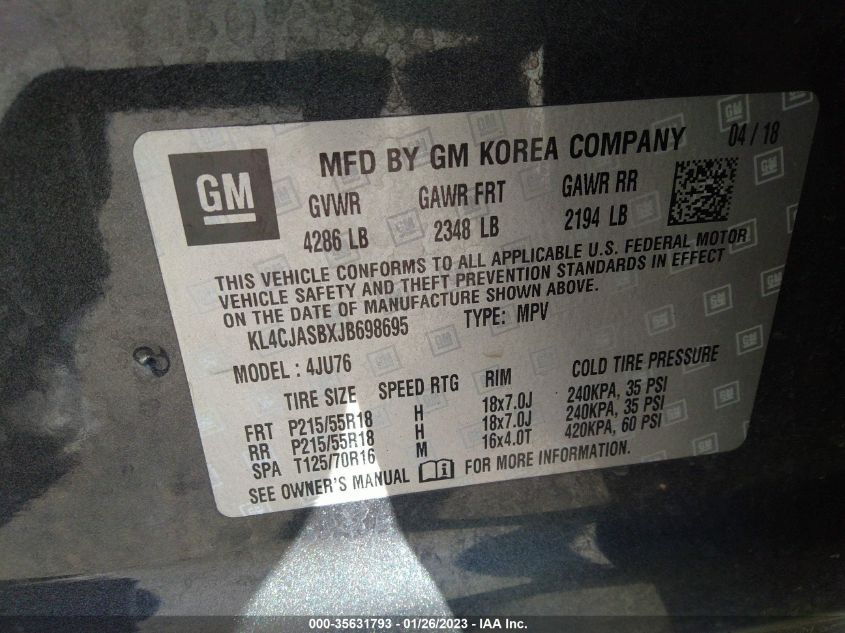 GM
MFD BY GM KOREA COMPANY 04 / 18
GVWR GAWR FRT GAWR RR
4286 LB 2348 LB 2194 LB
THIS VEHICLE CONFORMS TO ALL APPLICABLE U.S. FEDERAL MOTOR
VEHICLE SAFETY AND THEFT PREVENTION STANDARDS IN EFFECT
ON THE DATE OF MANUFACTURE SHOWN ABOVE.
KL4CJASBXJB698695 TYPE: MPV
MODEL : 4JU76
TIRE SIZE SPEED RTG RIM COLD TIRE PRESSURE
FRT P215/55R18 H 18x7.0J 240KPA, 35 PSI
RR P215/55R18 H 18x7.0J 240KPA, 35 PSI
SPA T125/70R16 M 16x4.0T 420KPA, 60 PSI
SEE OWNER'S MANUAL FOR MORE INFORMATION.
000-35631793 - 01/26/2023 - IAA Inc.